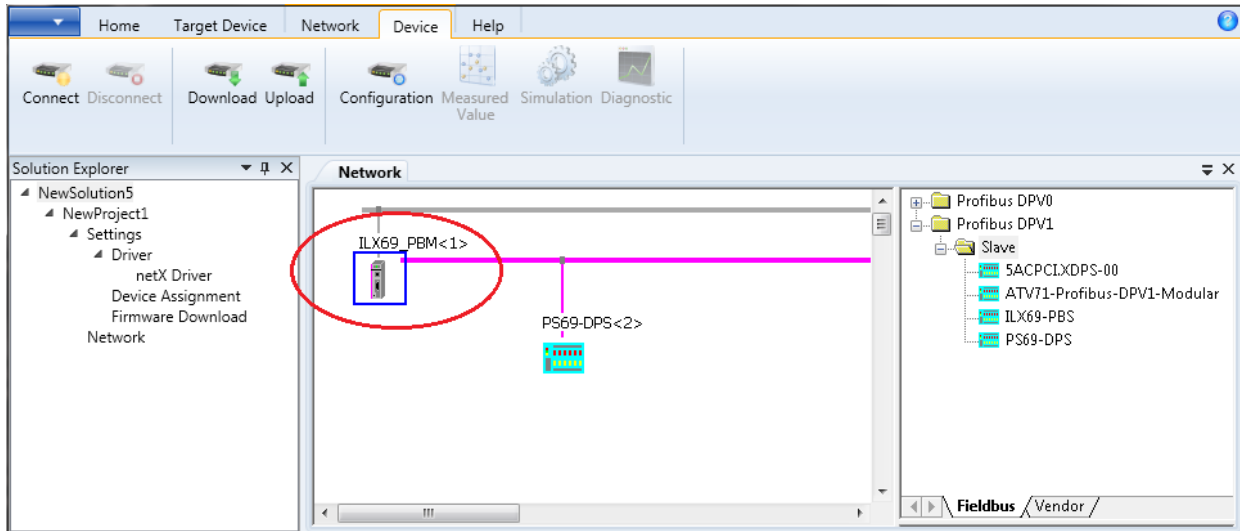 Home Target Device Network Device Help
Connect Disconnect Download Upload Configuration Measured Value Simulation Diagnostic
Solution Explorer
NewSolution5
NewProject1
Settings
Driver
netX Driver
Device Assignment
Firmware Download
Network
Network
ILX69_PBM<1>
PS69-DPS<2>
Profibus DPV0
Profibus DPV1
Slave
5ACPCI.XDPS-00
ATV71-Profibus-DPV1-Modular
ILX69-PBS
PS69-DPS
Fieldbus Vendor